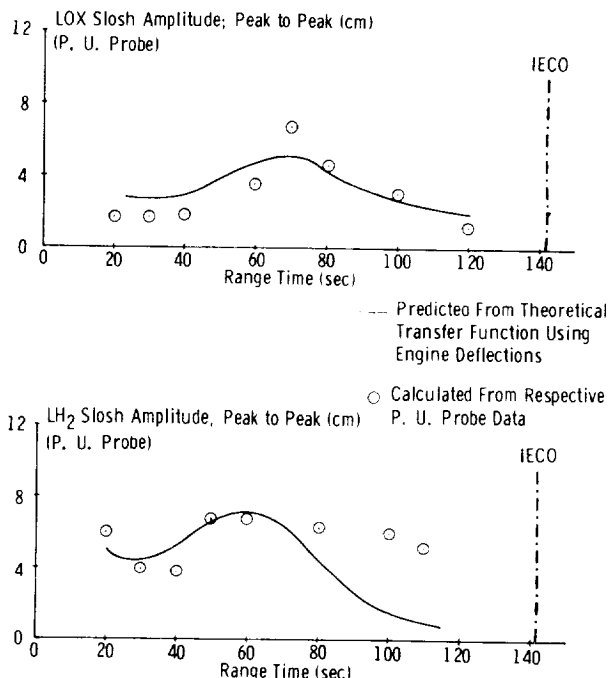 LOX Slosh Amplitude; Peak to Peak (cm)
12
(P. U. Probe)
IECO
8
4
0
0 20 40 60 80 100 120 140
Range Time (sec)
Predicted From Theoretical
Transfer Function Using
Engine Deflections
Calculated From Respective
P. U. Probe Data
LH2 Slosh Amplitude, Peak to Peak (cm)
12
(P. U. Probe)
IECO
8
4
0
0 20 40 60 80 100 120 140
Range Time (sec)